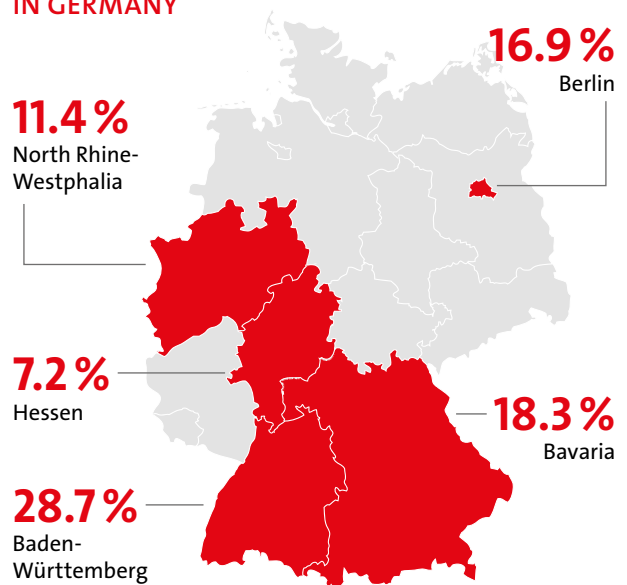 IN GERMANY
16.9 %
Berlin
11.4 %
North Rhine-
Westphalia
7.2 %
Hessen
18.3 %
Bavaria
28.7 %
Baden-
Württemberg